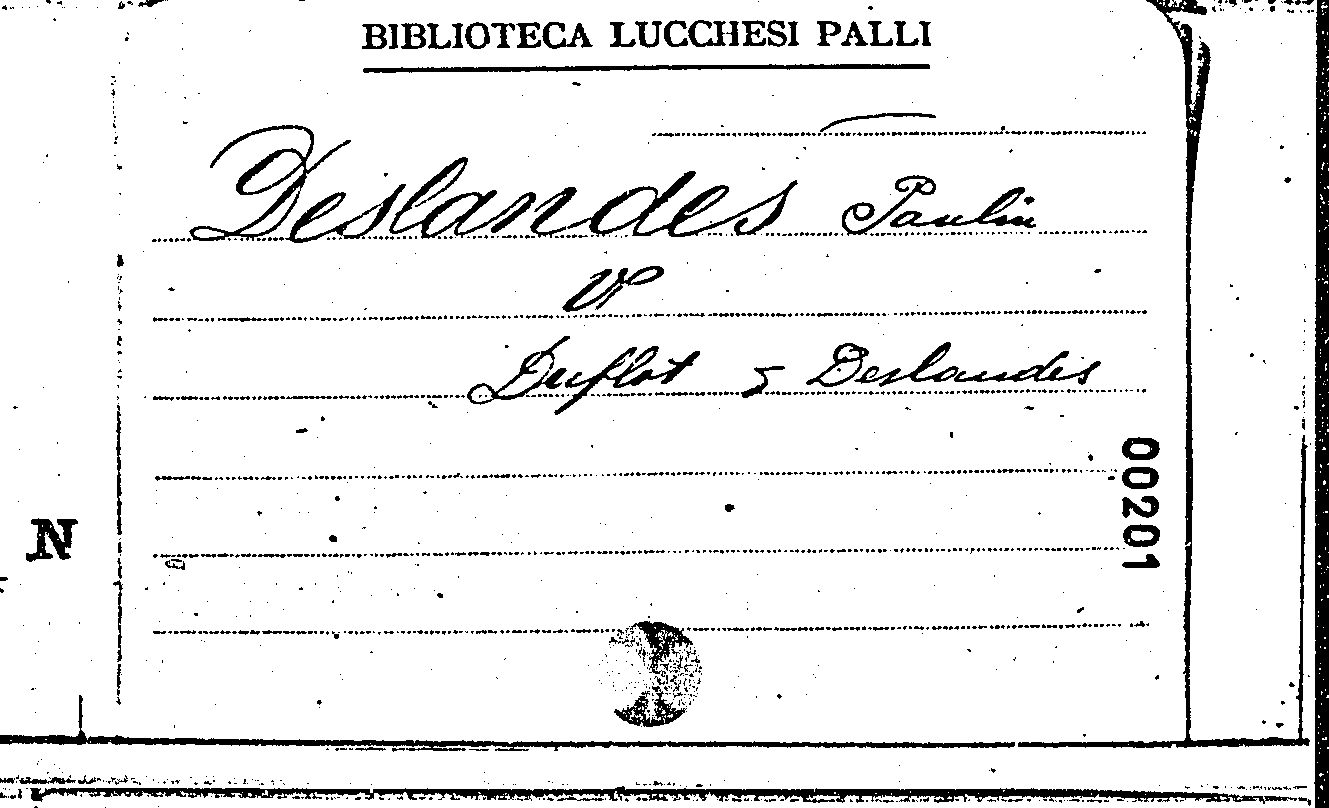 BIBLIOTECA LUCCHESI PALLI
Deslandes Paulin
V
Duflot e Deslandes
00201
N